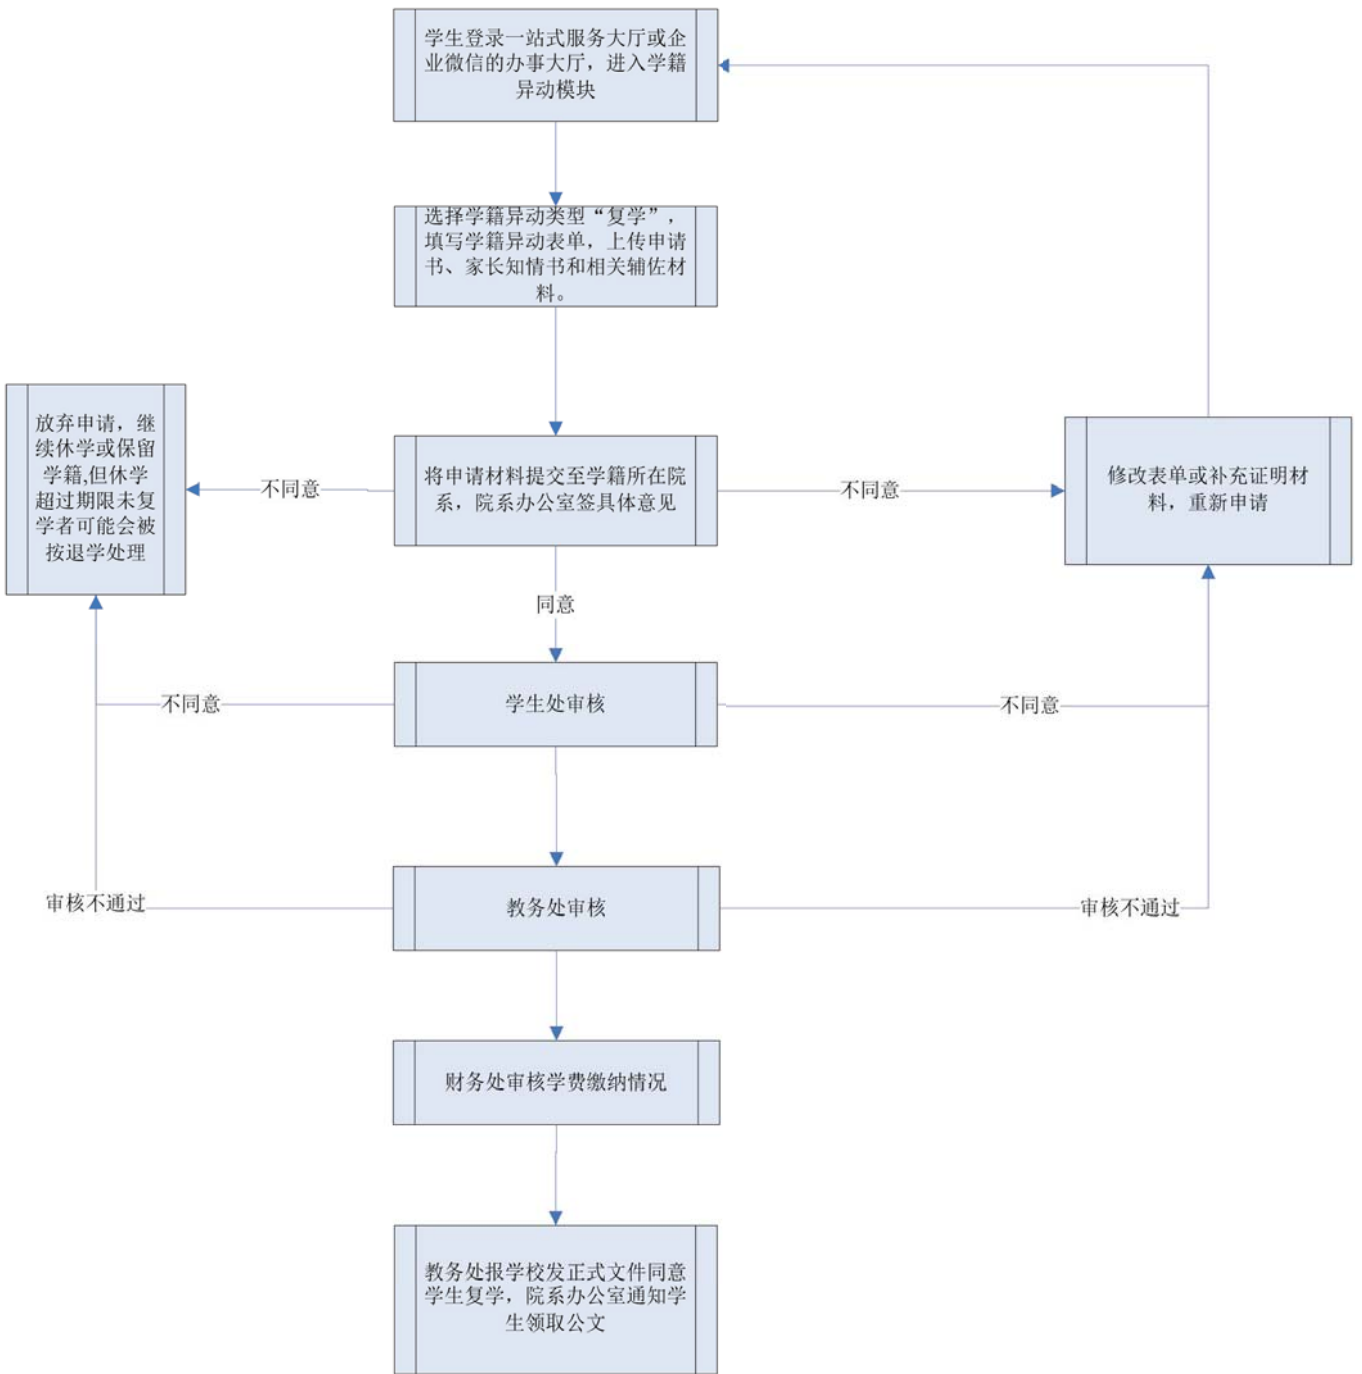 学生登录一站式服务大厅或企
业微信的办事大厅，进入学籍
异动模块
选择学籍异动类型“复学”，
填写学籍异动表单，上传申请
书、家长知情书和相关辅佐材
料。
放弃申请，继
续休学或保留
学籍,但休学
超过期限未复
学者可能会被
按退学处理
不同意
将申请材料提交至学籍所在院
系，院系办公室签具体意见
不同意
修改表单或补充证明材
料，重新申请
同意
不同意
学生处审核
不同意
审核不通过
教务处审核
审核不通过
财务处审核学费缴纳情况
教务处报学校发正式文件同意
学生复学，院系办公室通知学
生领取公文